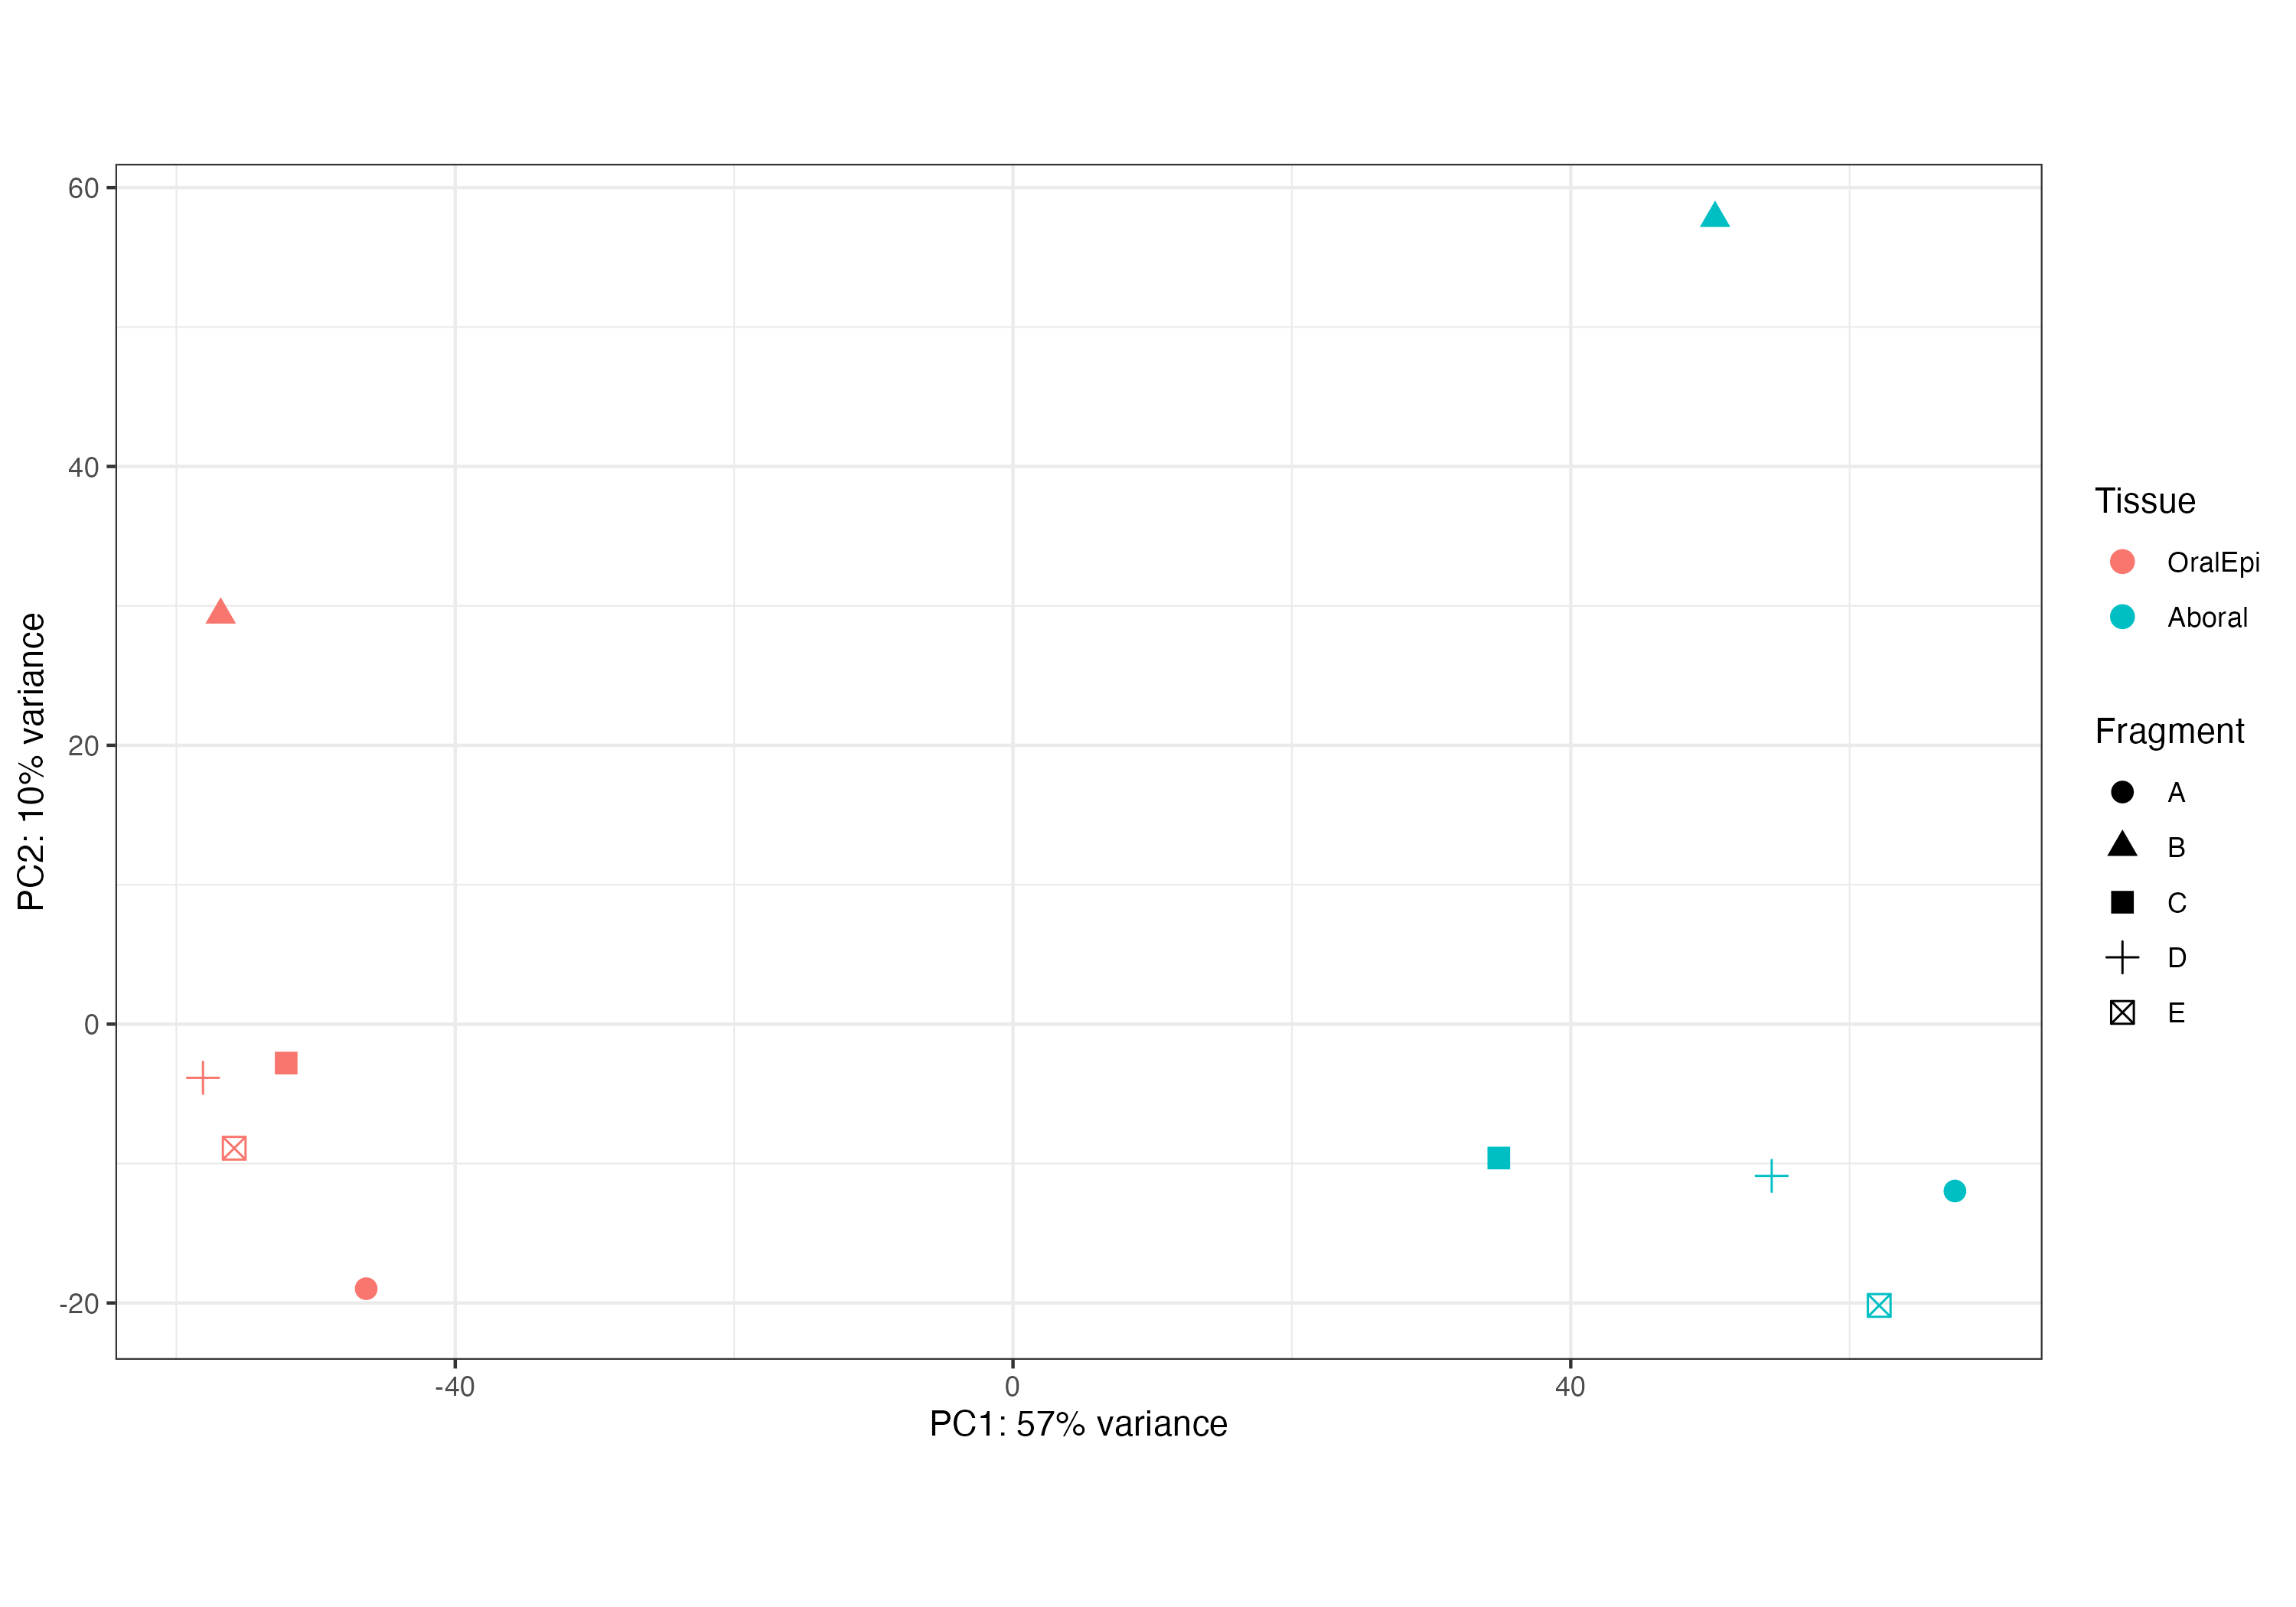 60
40
20
0
-20
-40
0
40
PC1: 57% variance
PC2: 10% variance
Tissue
OralEpi
Aboral
Fragment
A
B
C
D
E